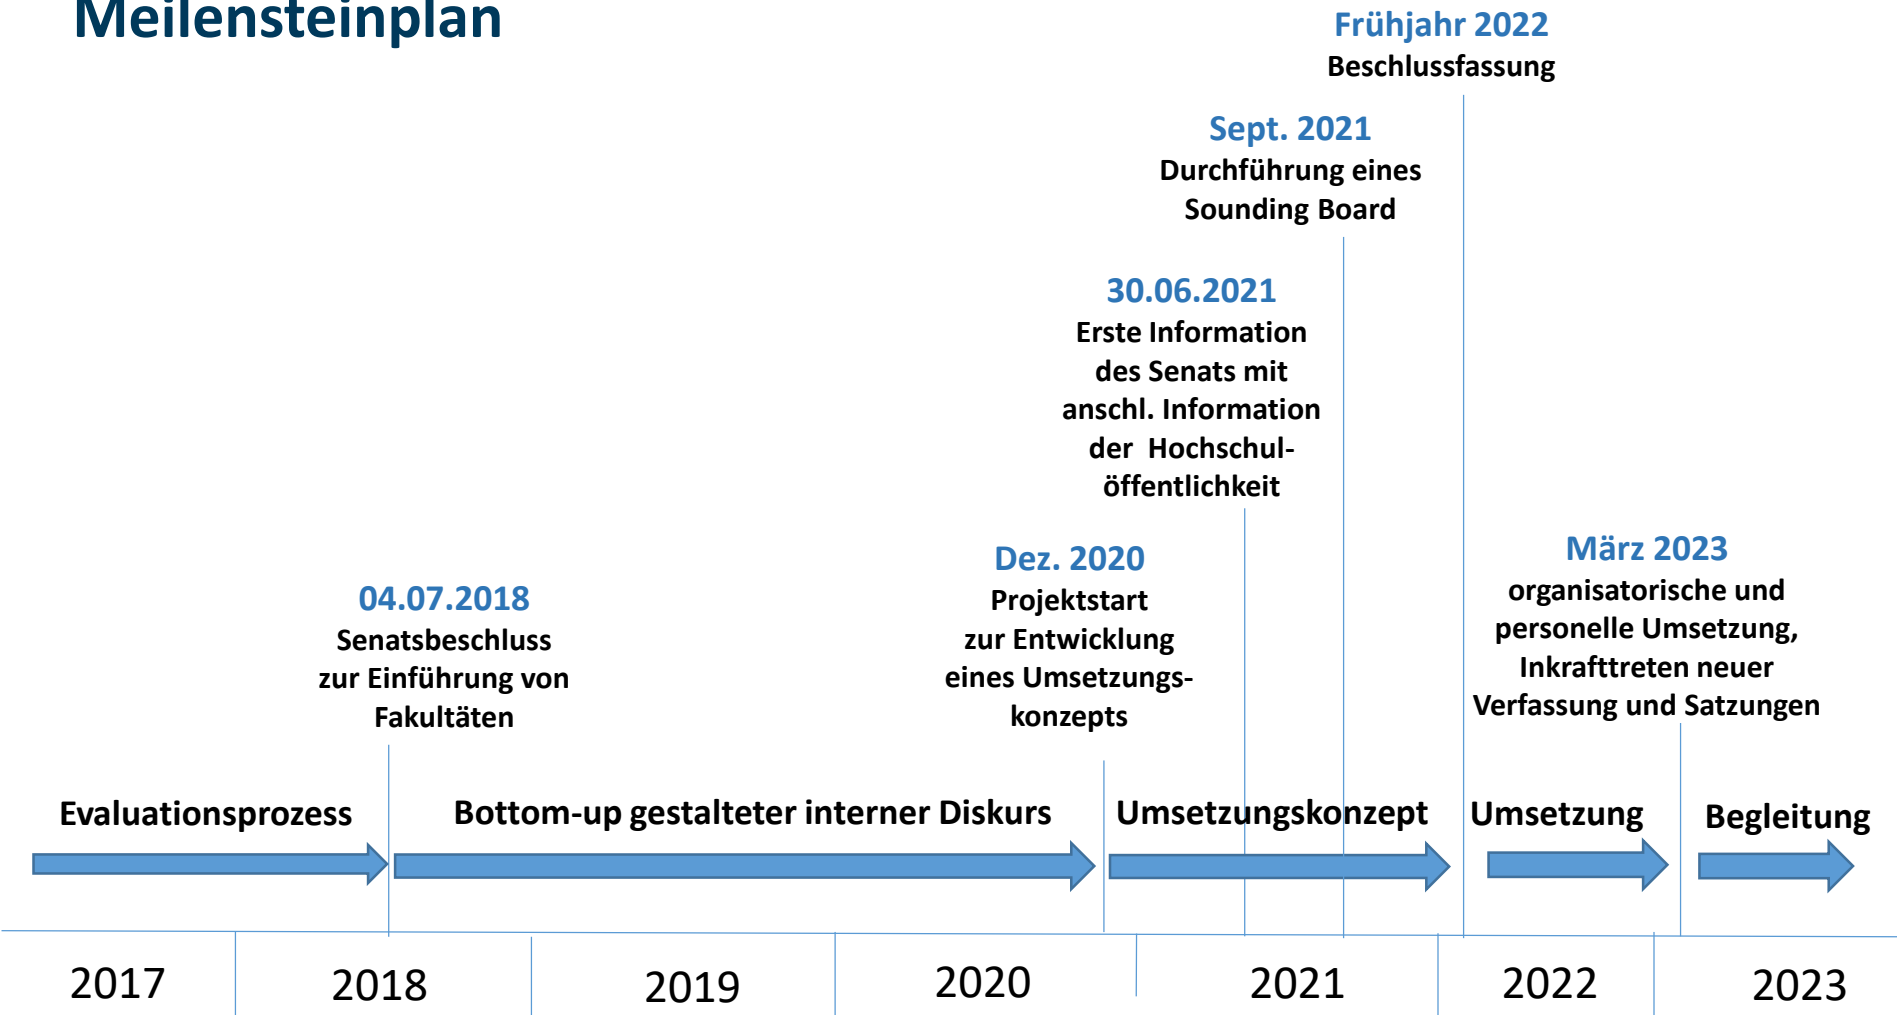 Meilensteinplan
Frühjahr 2022
Beschlussfassung
Sept. 2021
Durchführung eines
Sounding Board
30.06.2021
Erste Information
des Senats mit
anschl. Information
der Hochschul-
öffentlichkeit
Dez. 2020
Projektstart
zur Entwicklung
eines Umsetzungs-
konzepts
März 2023
organisatorische und
personelle Umsetzung,
Inkrafttreten neuer
Verfassung und Satzungen
04.07.2018
Senatsbeschluss
zur Einführung von
Fakultäten
Evaluationsprozess
Bottom-up gestalteter interner Diskurs
Umsetzungskonzept
Umsetzung
Begleitung
2017
2018
2019
2020
2021
2022
2023